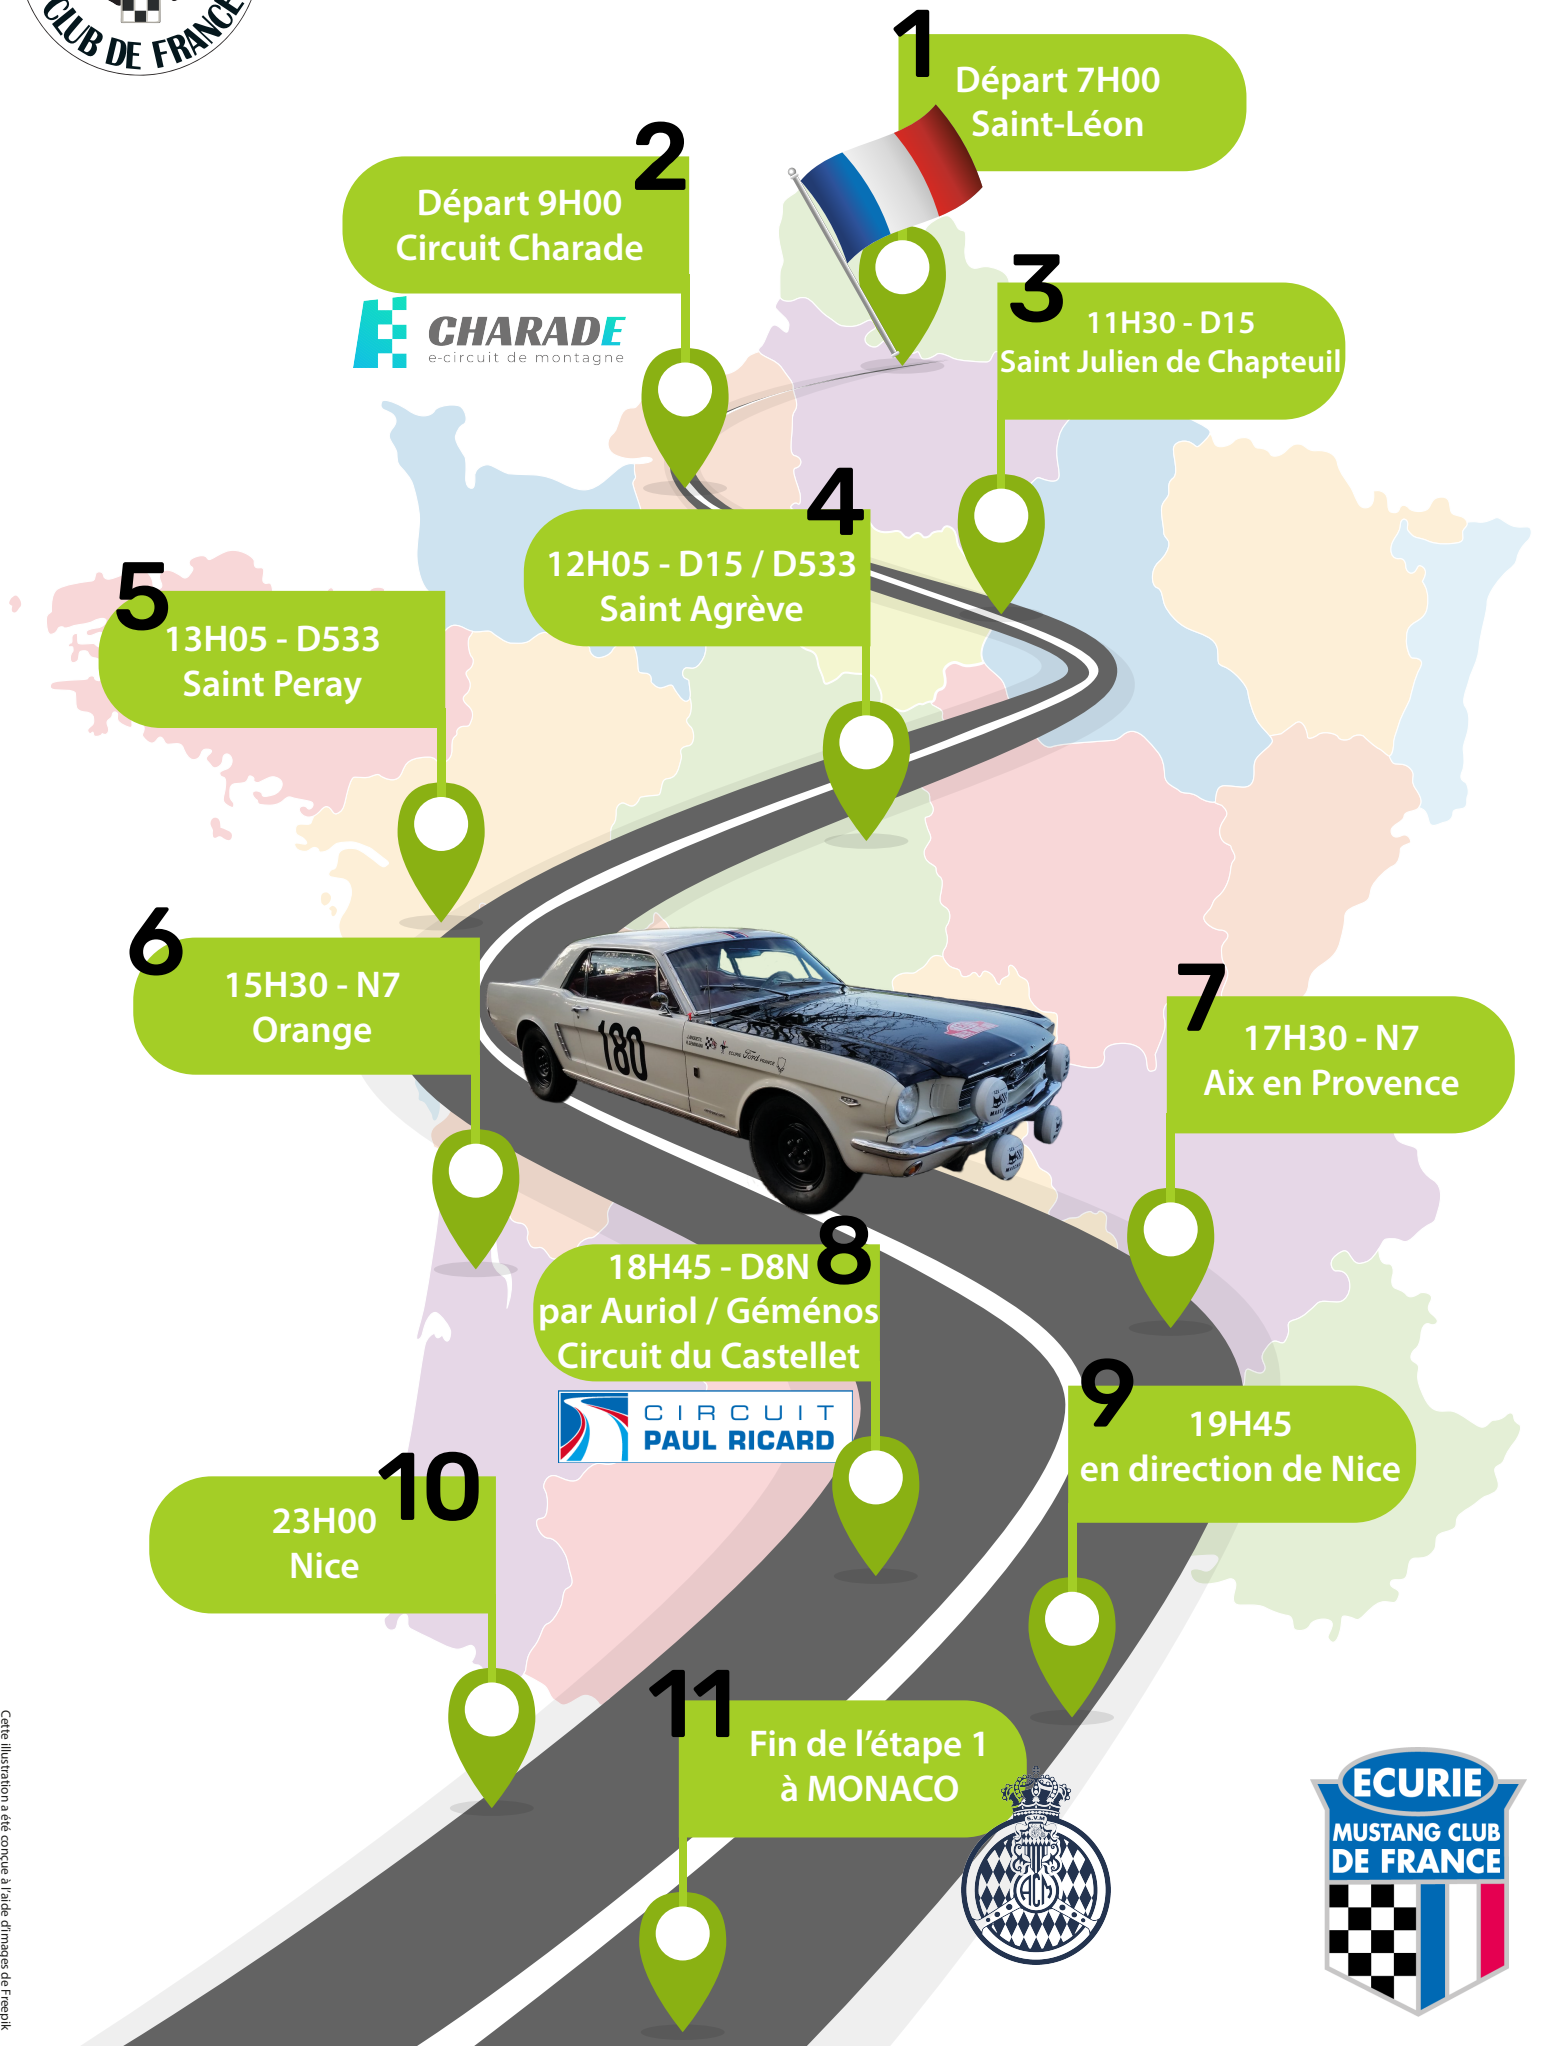 CLUB DE FRANCE
1
Départ 7H00
Saint-Léon
2
Départ 9H00
Circuit Charade
CHARADE
e-circuit de montagne
3
11H30 - D15
Saint Julien de Chapteuil
4
12H05 - D15 / D533
Saint Agrève
5
13H05 - D533
Saint Peray
6
15H30 - N7
Orange
180
Ford
7
17H30 - N7
Aix en Provence
8
18H45 - D8N
par Auriol / Géménos
Circuit du Castellet
CIRCUIT
PAUL RICARD
9
19H45
en direction de Nice
10
23H00
Nice
11
Fin de l’étape 1
à MONACO
S.V.M
ACM
ECURIE
MUSTANG CLUB
DE FRANCE
Cette illustration a été conçue à l’aide d’images de Freepik